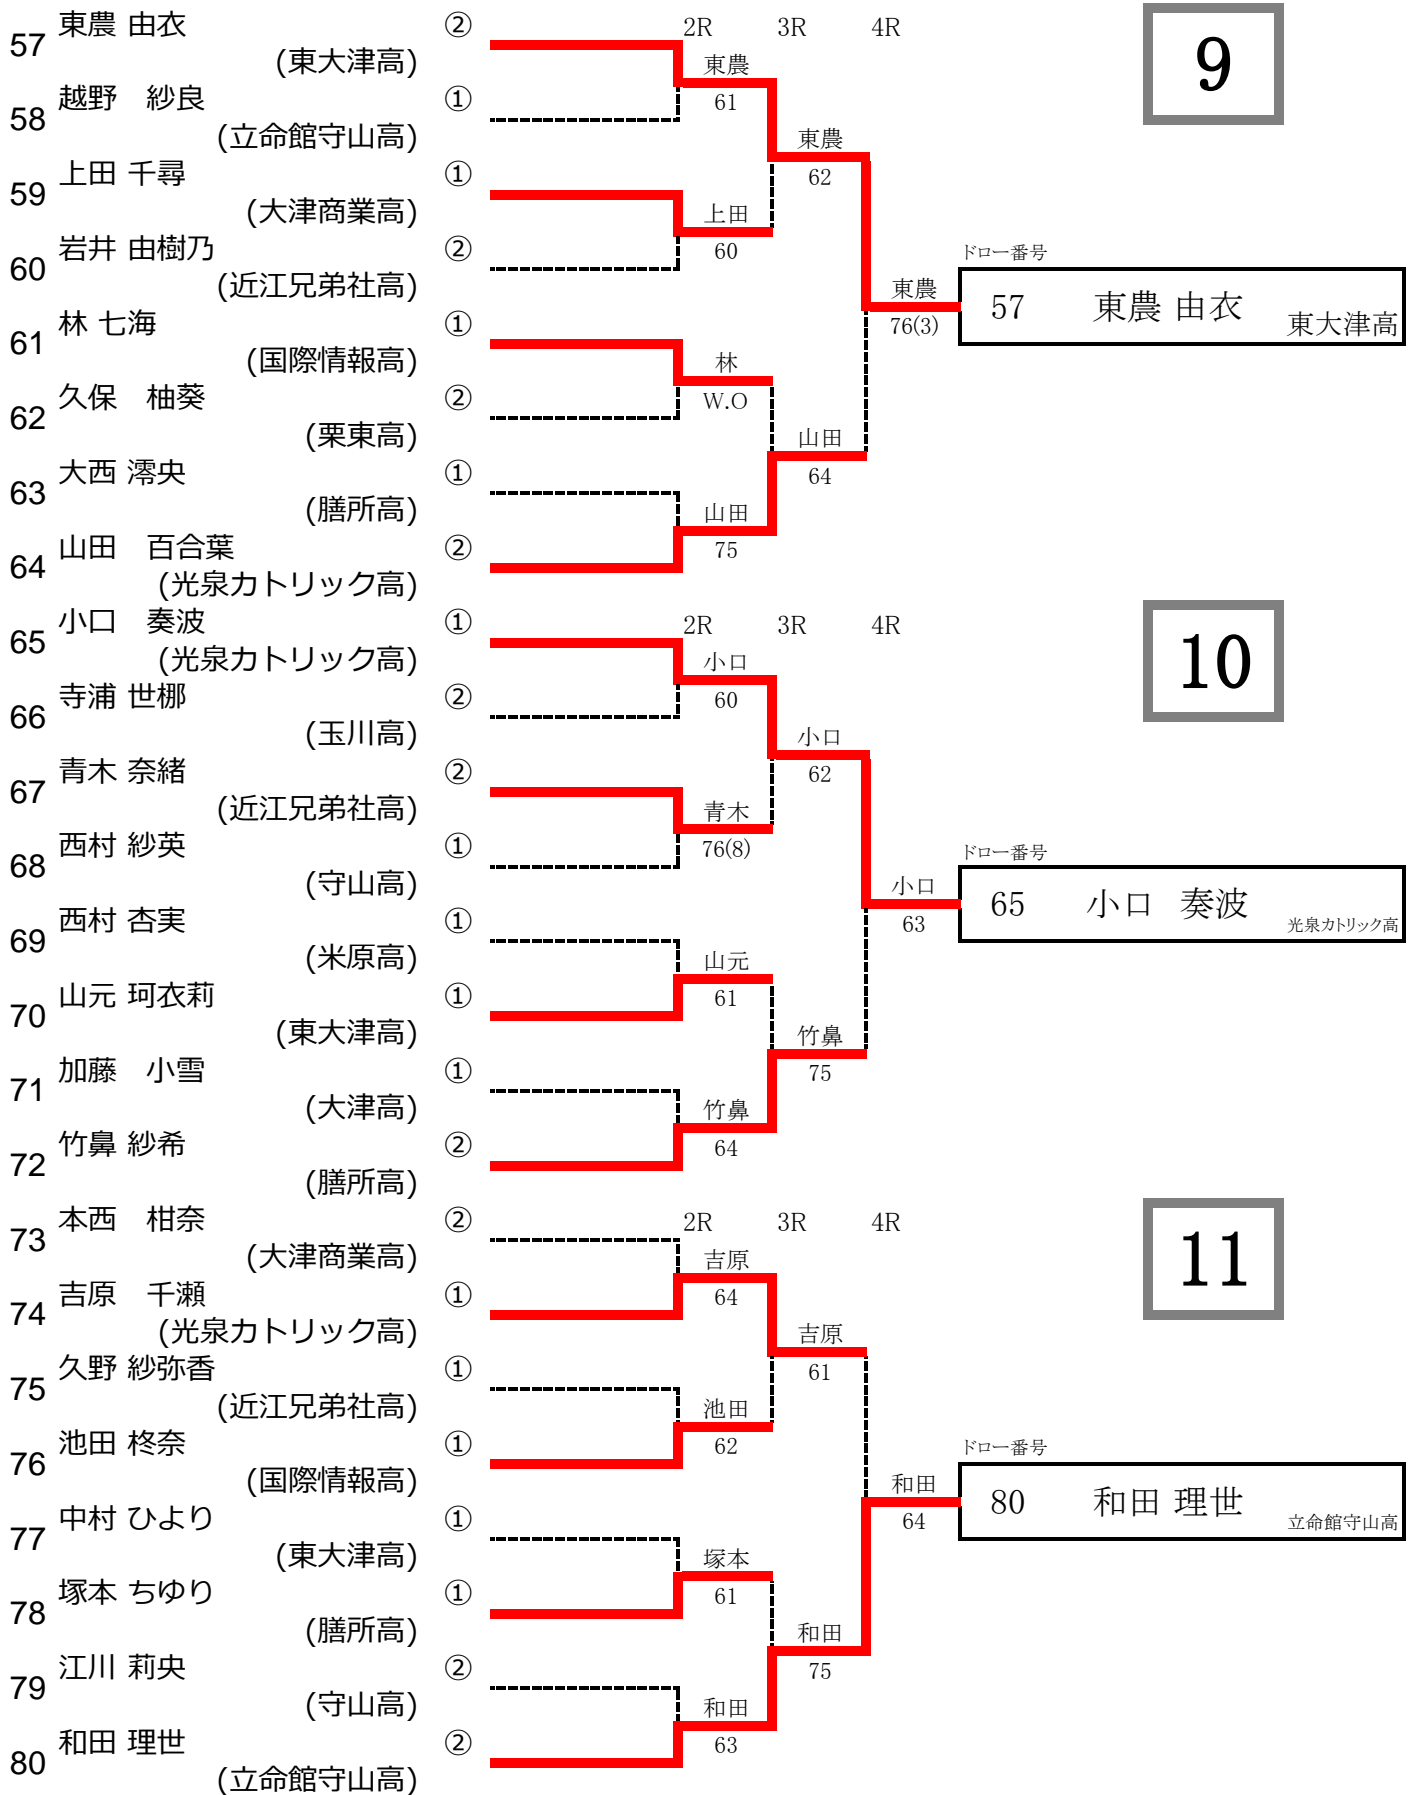 57 東農 由衣 ②
(東大津高)
58 越野　紗良 ①
(立命館守山高)
59 上田 千尋 ①
(大津商業高)
60 岩井 由樹乃 ②
(近江兄弟社高)
61 林 七海 ①
(国際情報高)
62 久保　柚葵 ②
(栗東高)
63 大西 澪央 ①
(膳所高)
64 山田　百合葉 ②
(光泉カトリック高)
2R 3R 4R
東農
61
上田
60
林
W.O
山田
75
東農
62
山田
64
東農
76(3)
9
ドロー番号
57 東農 由衣 東大津高
65 小口　奏波 ①
(光泉カトリック高)
66 寺浦 世梛 ②
(玉川高)
67 青木 奈緒 ②
(近江兄弟社高)
68 西村 紗英 ①
(守山高)
69 西村 杏実 ①
(米原高)
70 山元 珂衣莉 ①
(東大津高)
71 加藤　小雪 ①
(大津高)
72 竹鼻 紗希 ②
(膳所高)
2R 3R 4R
小口
60
青木
76(8)
山元
61
竹鼻
64
小口
62
竹鼻
75
小口
63
10
ドロー番号
65 小口　奏波 光泉カトリック高
73 本西　柑奈 ②
(大津商業高)
74 吉原　千瀬 ①
(光泉カトリック高)
75 久野 紗弥香 ①
(近江兄弟社高)
76 池田 柊奈 ①
(国際情報高)
77 中村 ひより ①
(東大津高)
78 塚本 ちゆり ①
(膳所高)
79 江川 莉央 ②
(守山高)
80 和田 理世 ②
(立命館守山高)
2R 3R 4R
吉原
64
池田
62
塚本
61
和田
63
吉原
61
和田
75
和田
64
11
ドロー番号
80 和田 理世 立命館守山高